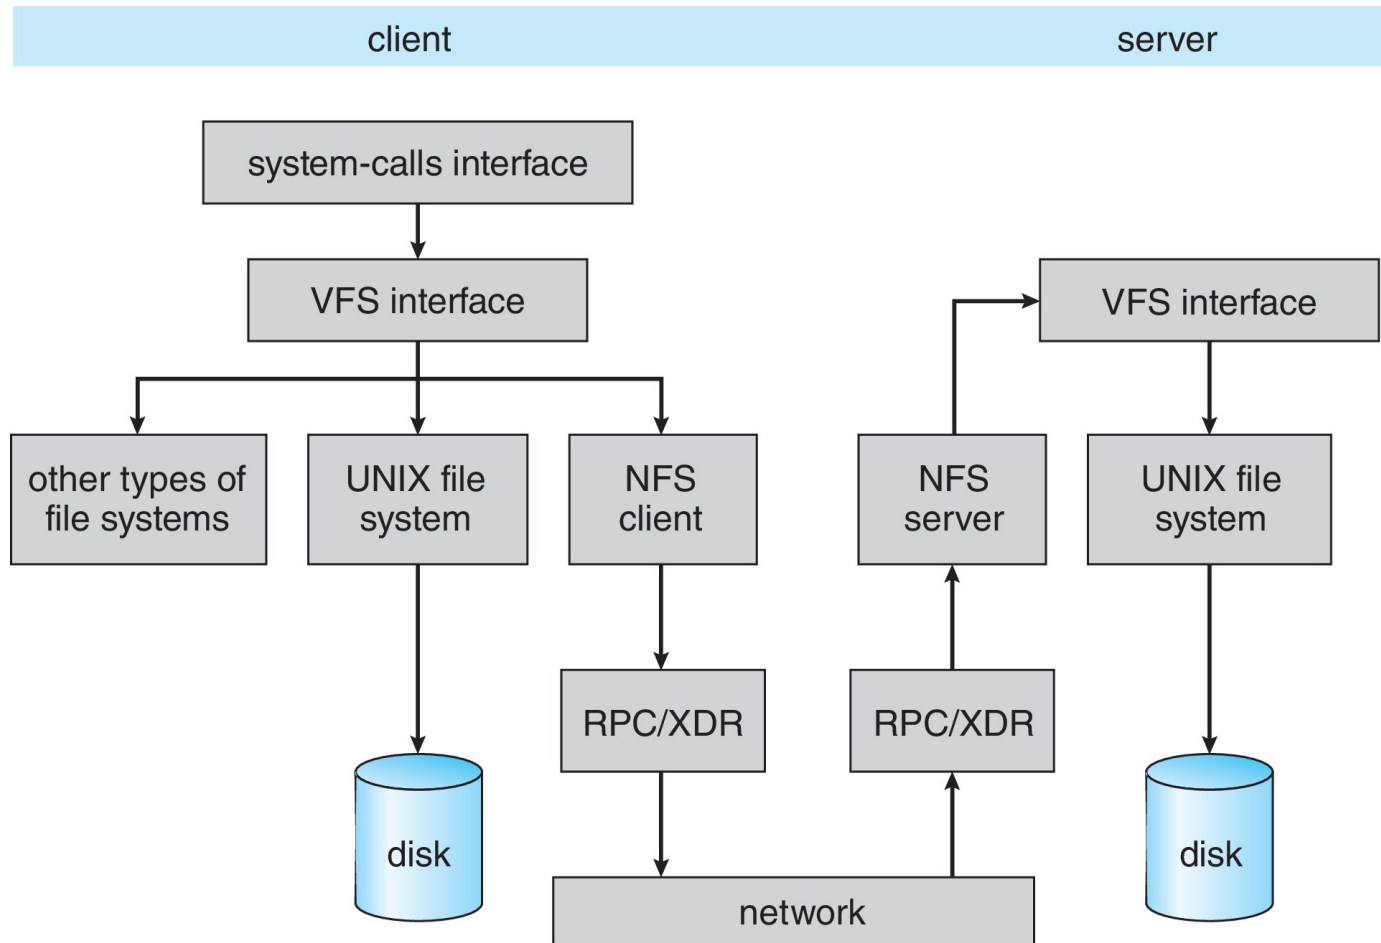 client
server
system-calls interface
VFS interface
VFS interface
other types of
file systems
UNIX file
system
NFS
client
NFS
server
UNIX file
system
RPC/XDR
RPC/XDR
disk
disk
network